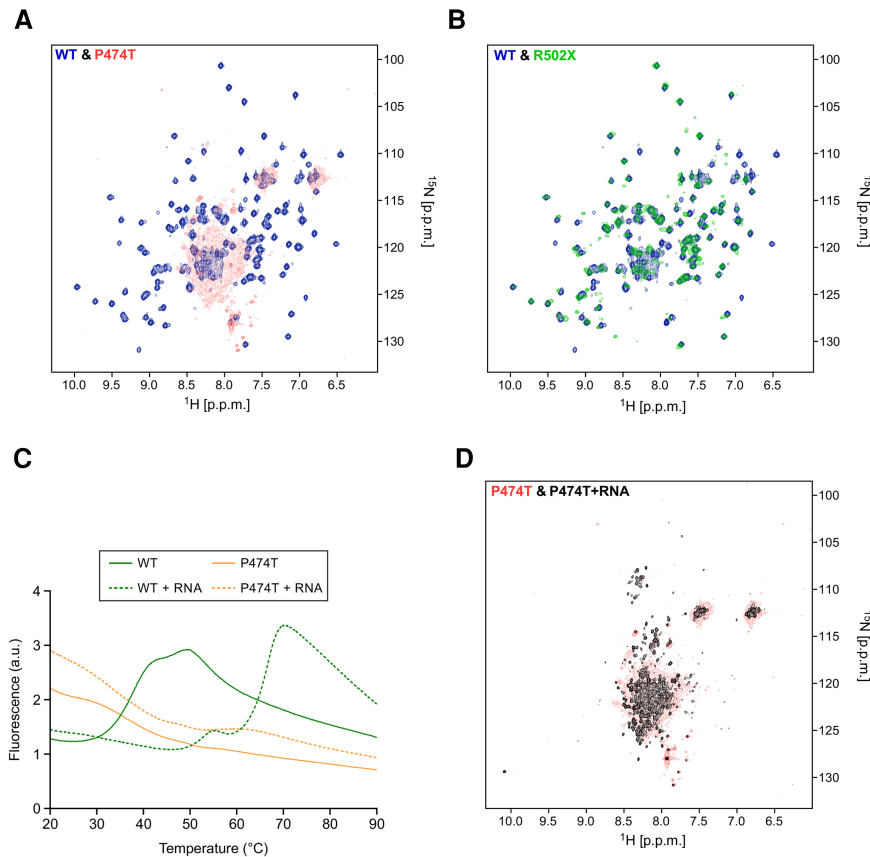 A
B
WT & P474T
WT & R502X
100
105
110
115
120
125
130
15N [p.p.m.]
10.0 9.5 9.0 8.5 8.0 7.5 7.0 6.5
1H [p.p.m.]
100
105
110
115
120
125
130
15N [p.p.m.]
10.0 9.5 9.0 8.5 8.0 7.5 7.0 6.5
1H [p.p.m.]
C
D
WT P474T
WT + RNA P474T + RNA
4
3
2
1
0
Fluorescence (a.u.)
20 30 40 50 60 70 80 90
Temperature (°C)
P474T & P474T+RNA
100
105
110
115
120
125
130
15N [p.p.m.]
10.0 9.5 9.0 8.5 8.0 7.5 7.0 6.5
1H [p.p.m.]